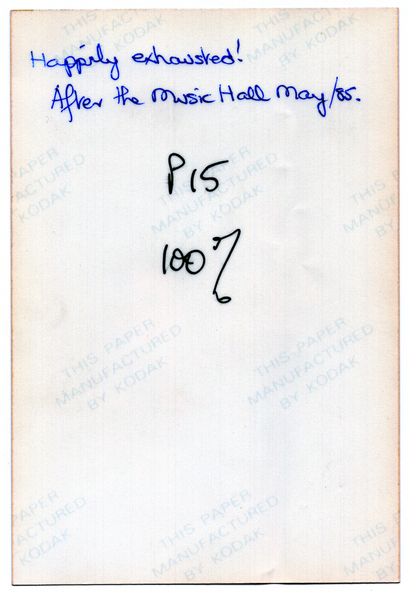 Happily exhausted!
After the Music Hall May/85.
P15
100%
THIS PAPER
MANUFACTURED
BY KODAK